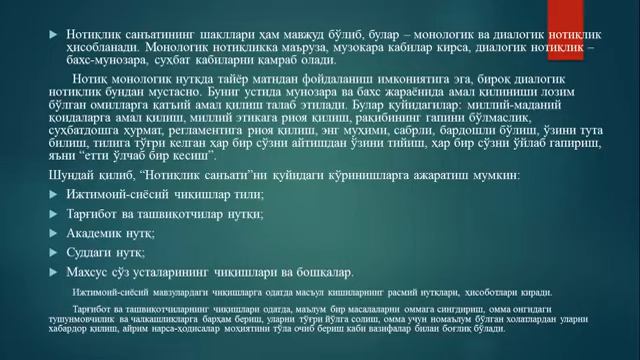 Нотиқлик санъатининг шакллари ҳам мавжуд бўлиб, булар – монологик ва диалогик нотиқлик
ҳисобланади. Монологик нотиқликка маъруза, музокара кабилар кирса, диалогик нотиқлик –
бахс-мунозара, суҳбат кабиларни қамраб олади.
Нотиқ монологик нутқда тайёр матндан фойдаланиш имкониятига эга, бироқ диалогик
нотиқлик бундан мустасно. Буниг устида мунозара ва бахс жараёнида амал қилиниши лозим
бўлган омилларга қатъий амал қилиш талаб этилади. Булар қуйидагилар: миллий-маданий
қоидаларга амал қилиш, миллий этикага риоя қилиш, рақибининг гапини бўлмаслик,
суҳбатдошга ҳурмат, регламентига риоя қилиш, энг муҳими, сабрли, бардошли бўлиш, ўзини тута
билиш, тилига тўғри келган ҳар бир сўзни айтишдан ўзини тийиш, ҳар бир сўзни ўйлаб гапириш,
яъни “етти ўлчаб бир кесиш”.
Шундай қилиб, “Нотиқлик санъати”ни қуйидаги кўринишларга ажаратиш мумкин:
Ижтимоий-сиёсий чиқишлар тили;
Тарғибот ва ташвиқотчилар нутқи;
Академик нутқ;
Суддаги нутқ;
Махсус сўз усталарининг чиқишлари ва бошқалар.
Ижтимоий-сиёсий мавзулардаги чиқишларга одатда масъул кишиларнинг расмий нутқлари, ҳисоботлари киради.
Тарғибот ва ташвиқотчиларнинг чиқишлари одатда, маълум бир масалаларни оммага сингдириш, омма онгидаги
тушунмовчилик ва чалкашликларга барҳам бериш, уларни тўғри йўлга солиш, омма учун номаълум бўлган холатлардан уларни
хабардор қилиш, айрим нарса-ҳодисалар моҳиятини тўла очиб бериш каби вазифалар билан боғлиқ бўлади.